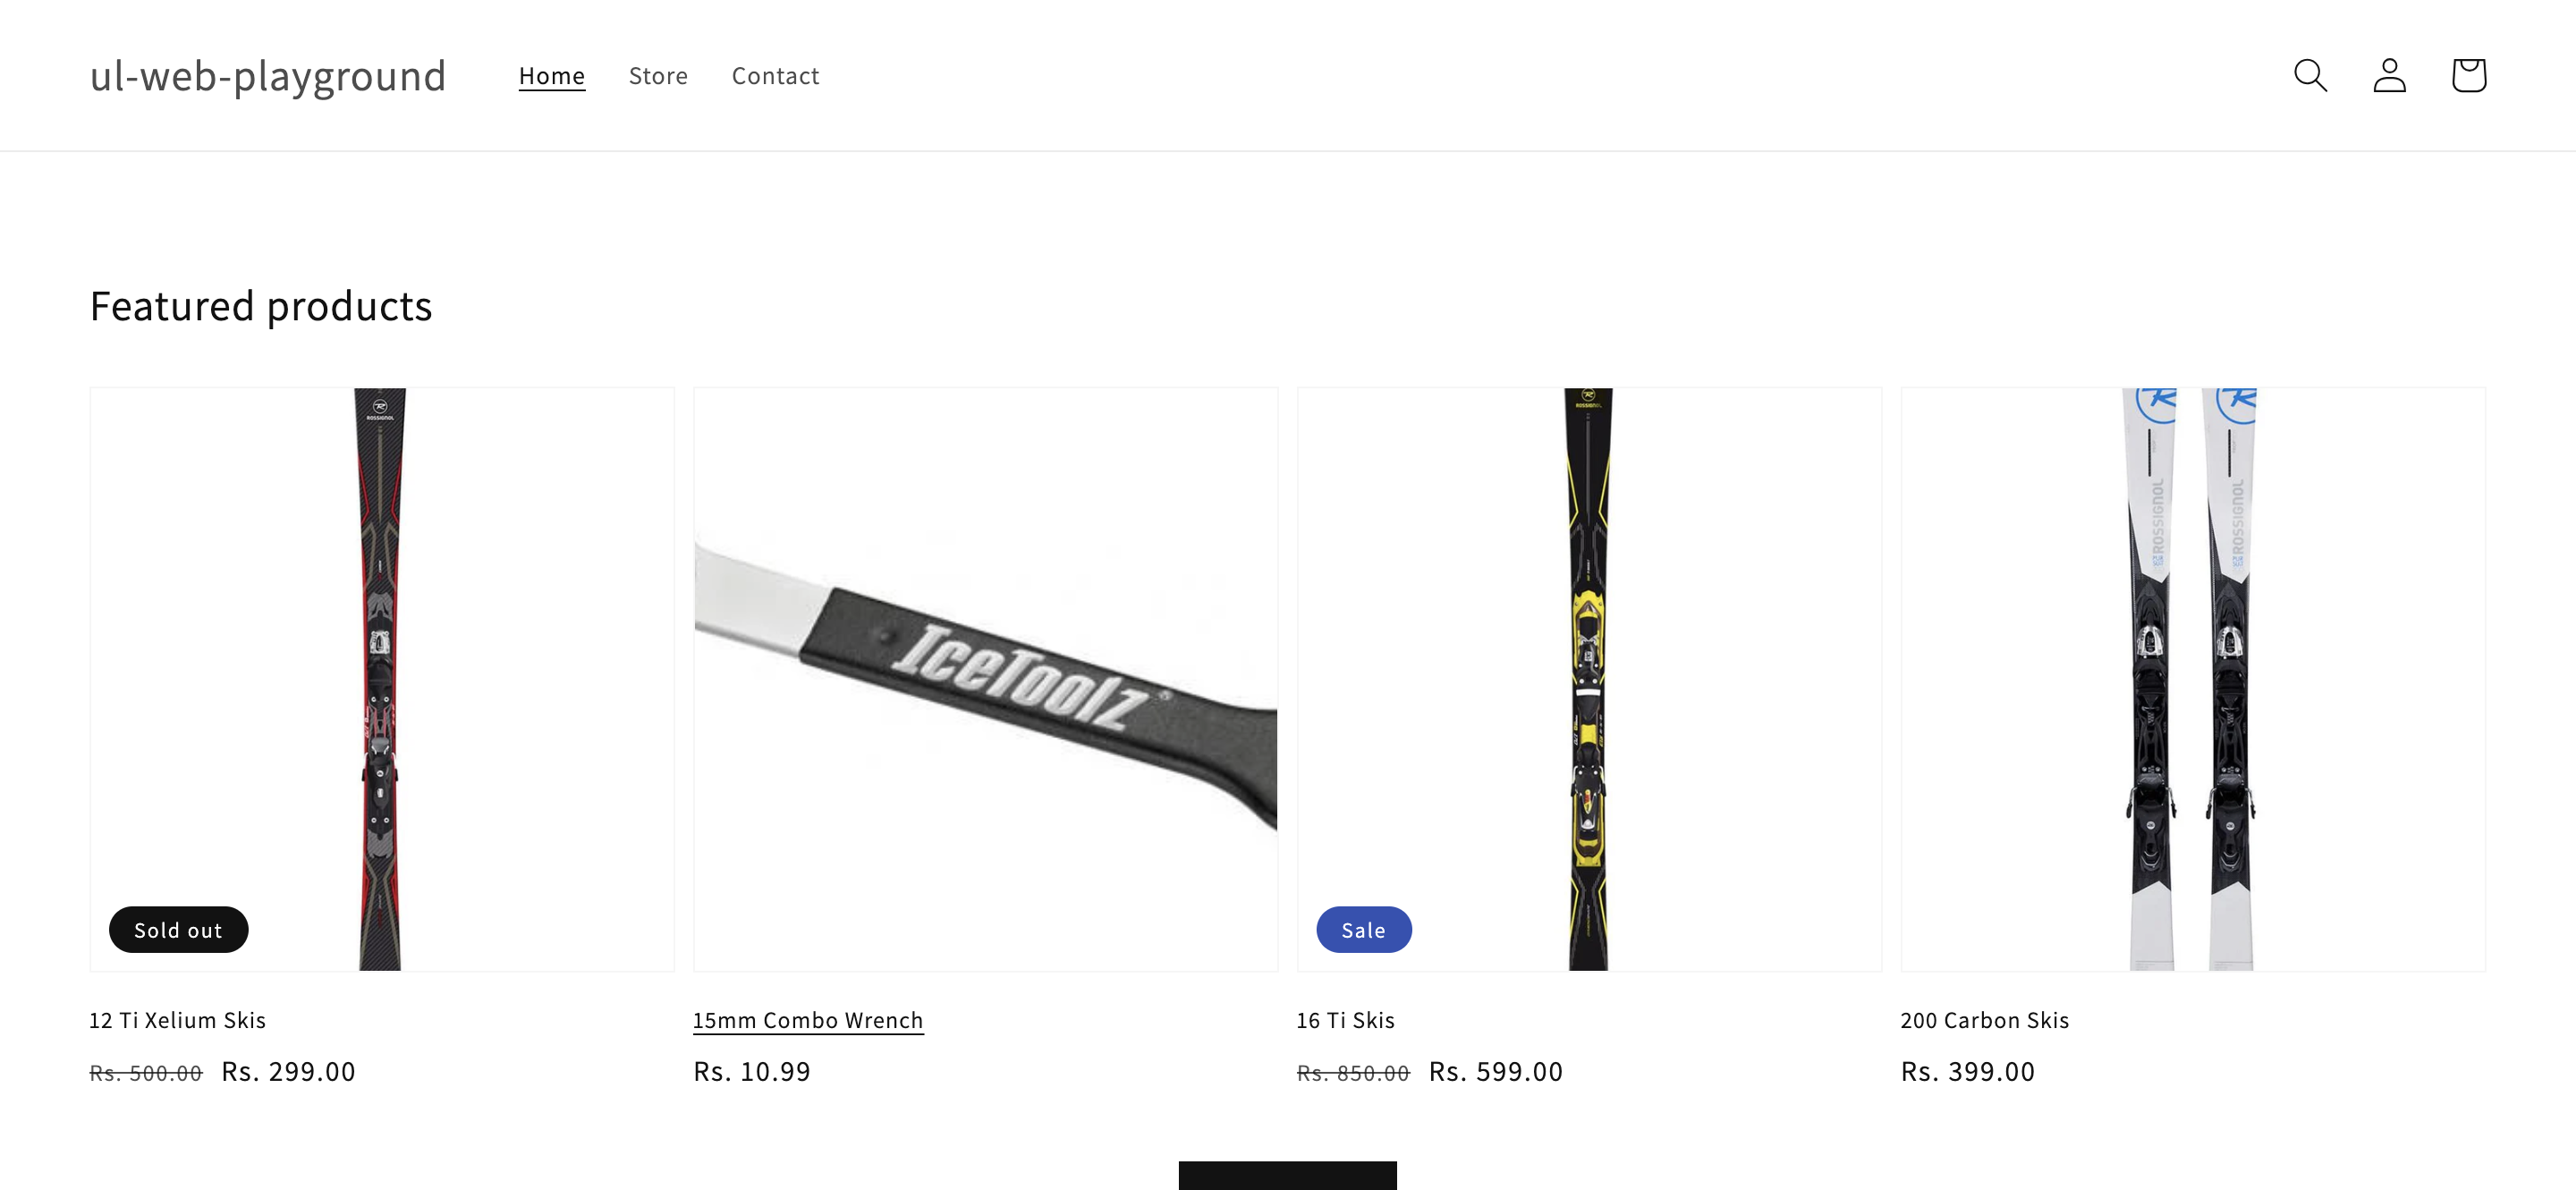 ul-web-playground
Home
Store
Contact
Featured products
ROSSIGNOL
IceToolz®
ROSSIGNOL
ROSSIGNOL
ROSSIGNOL
Sold out
Sale
12 Ti Xelium Skis
15mm Combo Wrench
16 Ti Skis
200 Carbon Skis
Rs. 500.00 Rs. 299.00
Rs. 10.99
Rs. 850.00 Rs. 599.00
Rs. 399.00